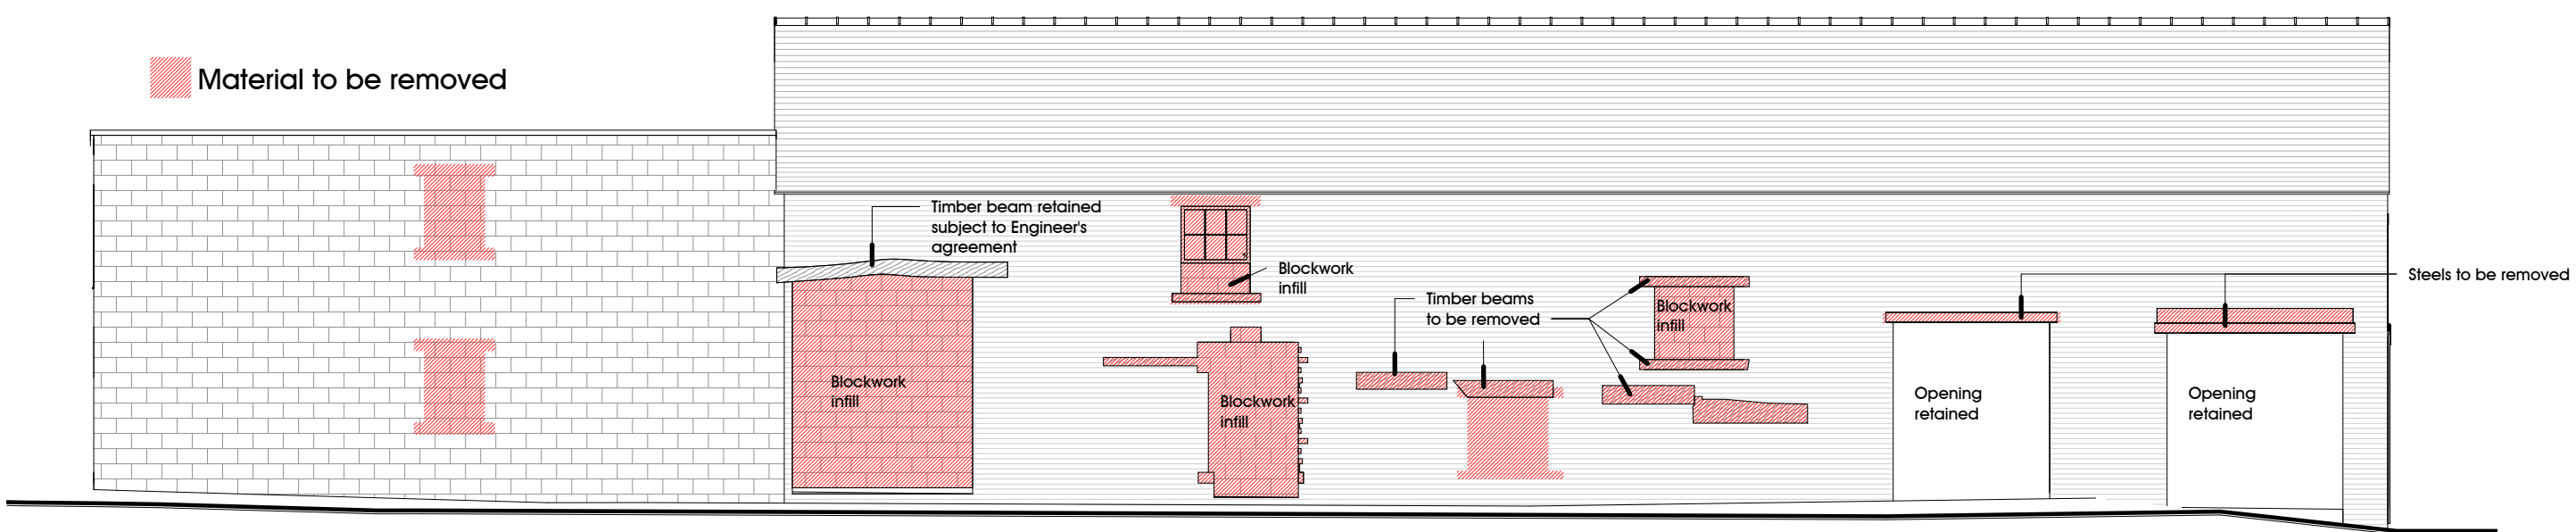 Material to be removed
Timber beam retained
subject to Engineer's
agreement
Blockwork
infill
Blockwork
infill
Blockwork
infill
Timber beams
to be removed
Blockwork
infill
Opening
retained
Opening
retained
Steels to be removed